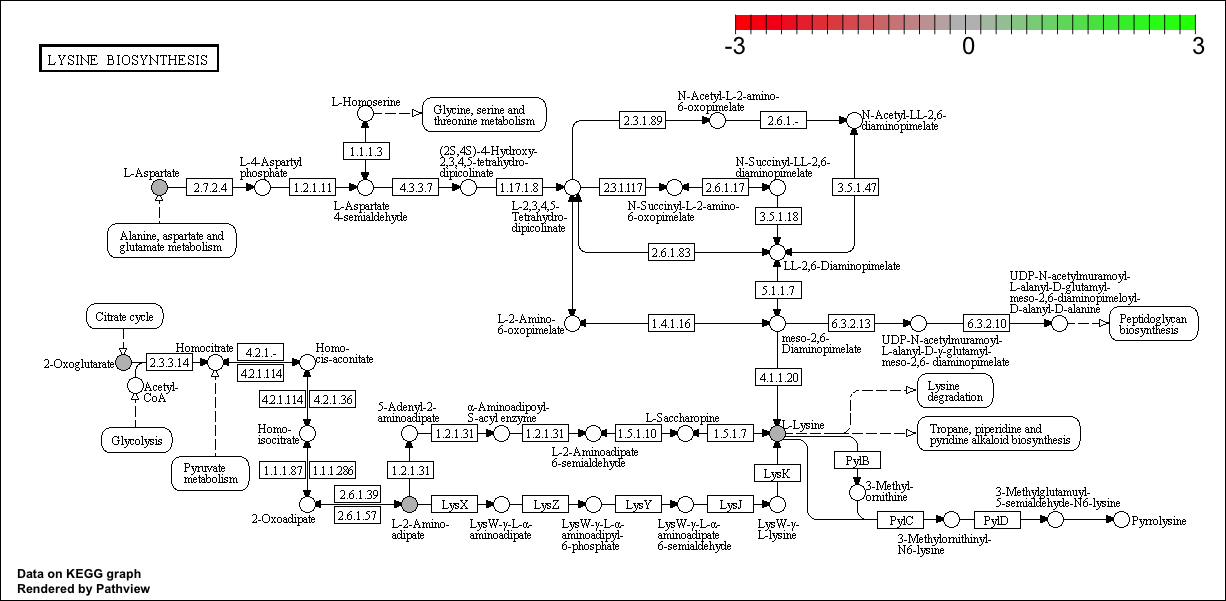 -3
0
3
LYSINE BIOSYNTHESIS
L-Homoserine
Glycine, serine and
threonine metabolism
N-Acetyl-L-2-amino-
6-oxopimelate
2.3.1.89
2.6.1.-
N-Acetyl-LL-2,6-
diaminopimelate
1.1.1.3
(2S,4S)-4-Hydroxy-
2,3,4,5-tetrahydro-
dipicolinate
L-4-Aspartyl
phosphate
L-Aspartate
N-Succinyl-LL-2,6-
diaminopimelate
2.7.2.4
1.2.1.11
4.3.3.7
1.17.1.8
2.3.1.117
2.6.1.17
3.5.1.47
L-Aspartate
4-semialdehyde
L-2,3,4,5-
Tetrahydro-
dipicolinate
N-Succinyl-L-2-amino-
6-oxopimelate
3.5.1.18
Alanine, aspartate and
glutamate metabolism
2.6.1.83
LL-2,6-Diaminopimelate
5.1.1.7
UDP-N-acetylmuramoyl-
L-alanyl-D-glutamyl-
meso-2,6-diaminopimeloyl-
D-alanyl-D-alanine
Citrate cycle
L-2-Amino-
6-oxopimelate
1.4.1.16
6.3.2.13
6.3.2.10
Peptidoglycan
biosynthesis
meso-2,6-
Diaminopimelate
UDP-N-acetylmuramoyl-
L-alanyl-D-γ-glutamyl-
meso-2,6- diaminopimelate
2-Oxoglutarate
2.3.3.14
Homocitrate
4.2.1.-
4.2.1.114
Homo-
cis-aconitate
4.1.1.20
Acetyl-
CoA
Lysine
degradation
4.2.1.114
4.2.1.36
5-Adenyl-2-
aminoadipate
α-Aminoadipoyl-
S-acyl enzyme
L-Saccharopine
L-Lysine
Glycolysis
Homo-
isocitrate
1.2.1.31
1.2.1.31
1.5.1.10
1.5.1.7
Tropane, piperidine and
pyridine alkaloid biosynthesis
L-2-Aminoadipate
6-semialdehyde
Pyruvate
metabolism
1.1.1.87
1.1.1.286
1.2.1.31
LysK
PylB
2.6.1.39
2.6.1.57
3-Methyl-
ornithine
3-Methylglutamuyl-
5-semialdehyde-N6-lysine
2-Oxoadipate
L-2-Amino-
adipate
LysX
LysZ
LysY
LysJ
LysW-γ-L-α-
aminoadipate
LysW-γ-L-α-
aminoadipyl-
6-phosphate
LysW-γ-L-α-
aminoadipate
6-semialdehyde
LysW-γ-
L-lysine
PylC
PylD
Pyrrolysine
3-Methylornithinyl-
N6-lysine
Data on KEGG graph
Rendered by Pathview